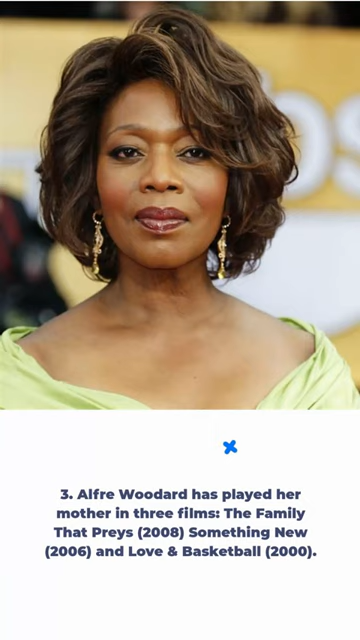 3. Alfre Woodard has played her
mother in three films: The Family
That Preys (2008) Something New
(2006) and Love & Basketball (2000).